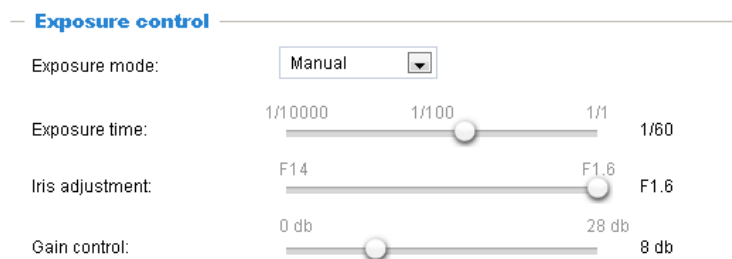 Exposure control
Exposure mode: Manual
1/10000 1/100 1/1
Exposure time: 1/60
F14 F1.6
Iris adjustment: F1.6
0 db 28 db
Gain control: 8 db